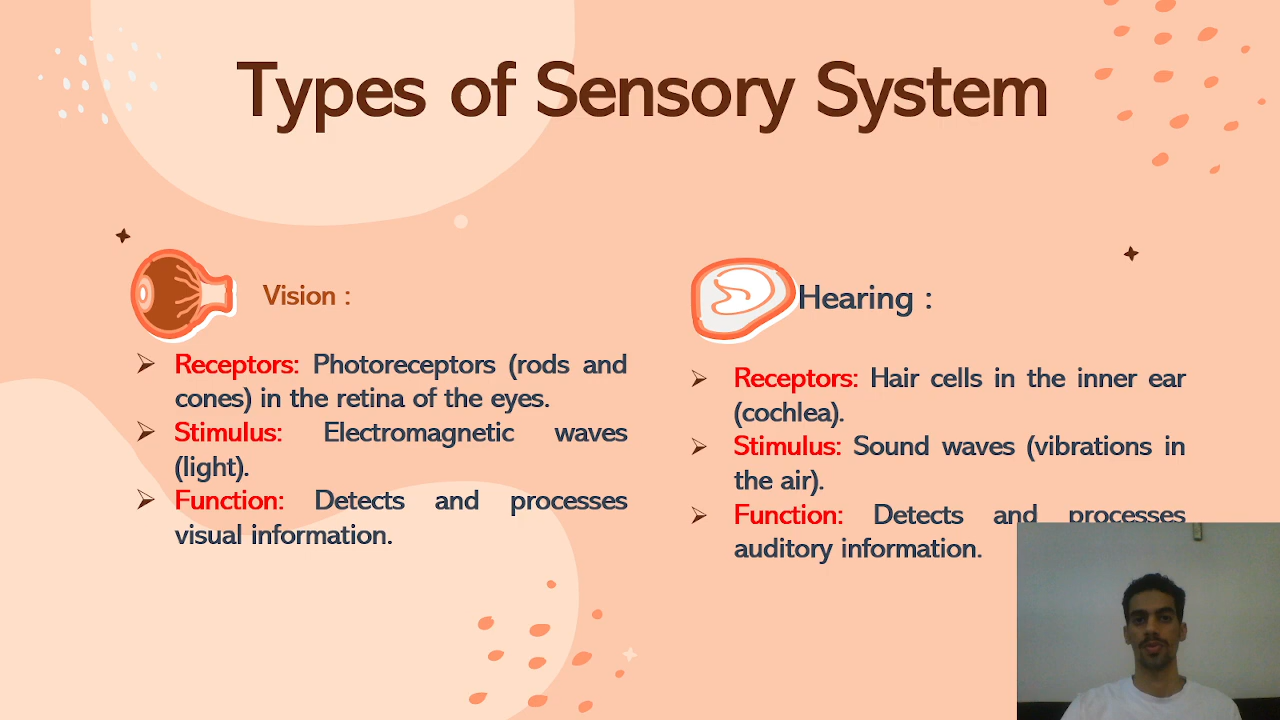 Types of Sensory System
Vision :
Receptors: Photoreceptors (rods and
cones) in the retina of the eyes.
Stimulus: Electromagnetic waves
(light).
Function: Detects and processes
visual information.
Hearing :
Receptors: Hair cells in the inner ear
(cochlea).
Stimulus: Sound waves (vibrations in
the air).
Function: Detects and processes
auditory information.